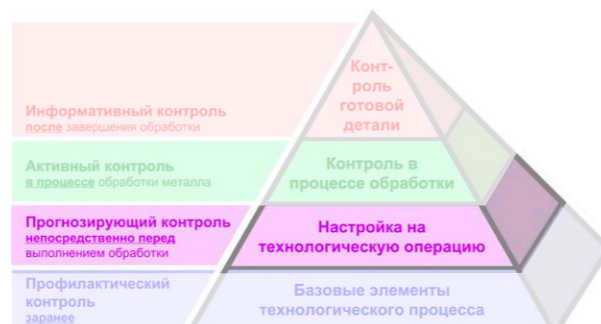 Конт-
роль
готовой
детали
Информативный контроль
после завершения обработки
Активный контроль
в процессе обработки металла
Контроль в
процессе обработки
Прогнозирующий контроль
непосредственно перед
выполнением обработки
Настройка на
технологическую операцию
Профилактический
контроль
заранее
Базовые элементы
технологического процесса